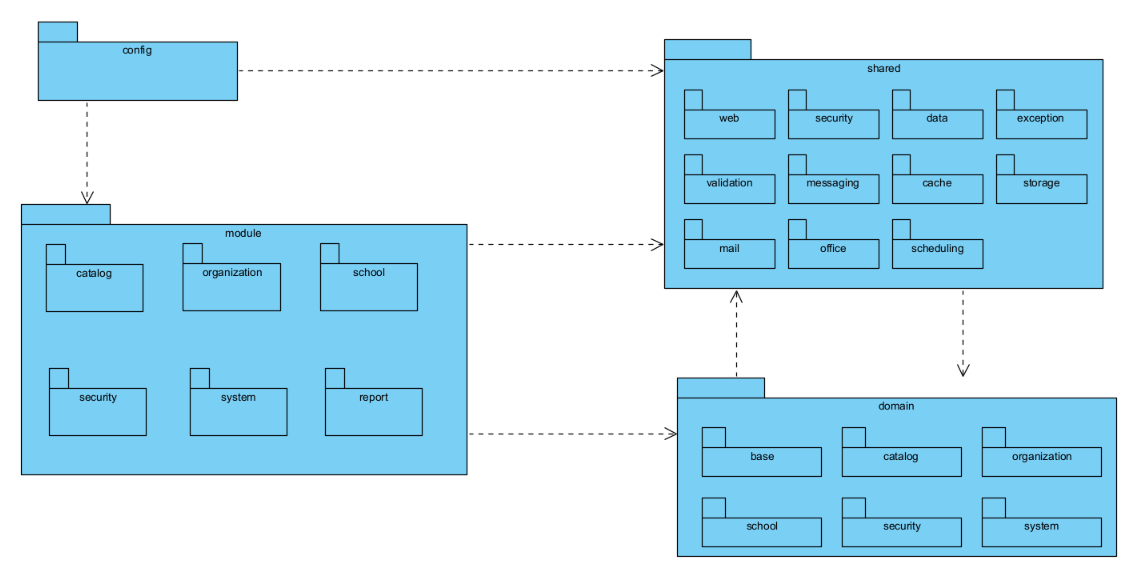 config
shared
web
security
data
exception
validation
messaging
cache
storage
mail
office
scheduling
module
catalog
organization
school
security
system
report
domain
base
catalog
organization
school
security
system